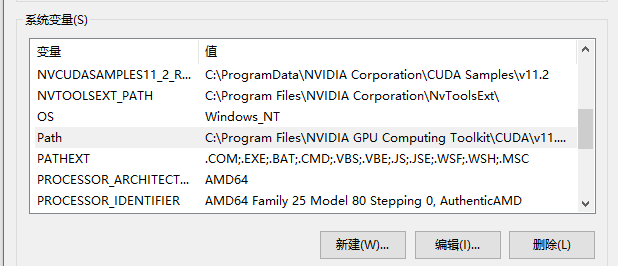 系统变量(S)
变量 值
NVCUDASAMPLES11_2_R... C:\ProgramData\NVIDIA Corporation\CUDA Samples\v11.2
NVTOOLSEXT_PATH C:\Program Files\NVIDIA Corporation\NvToolsExt\
OS Windows_NT
Path C:\Program Files\NVIDIA GPU Computing Toolkit\CUDA\v11....
PATHEXT .COM;.EXE;.BAT;.CMD;.VBS;.VBE;.JS;.JSE;.WSF;.WSH;.MSC
PROCESSOR_ARCHITECT... AMD64
PROCESSOR_IDENTIFIER AMD64 Family 25 Model 80 Stepping 0, AuthenticAMD
新建(W)... 编辑(I)... 删除(L)